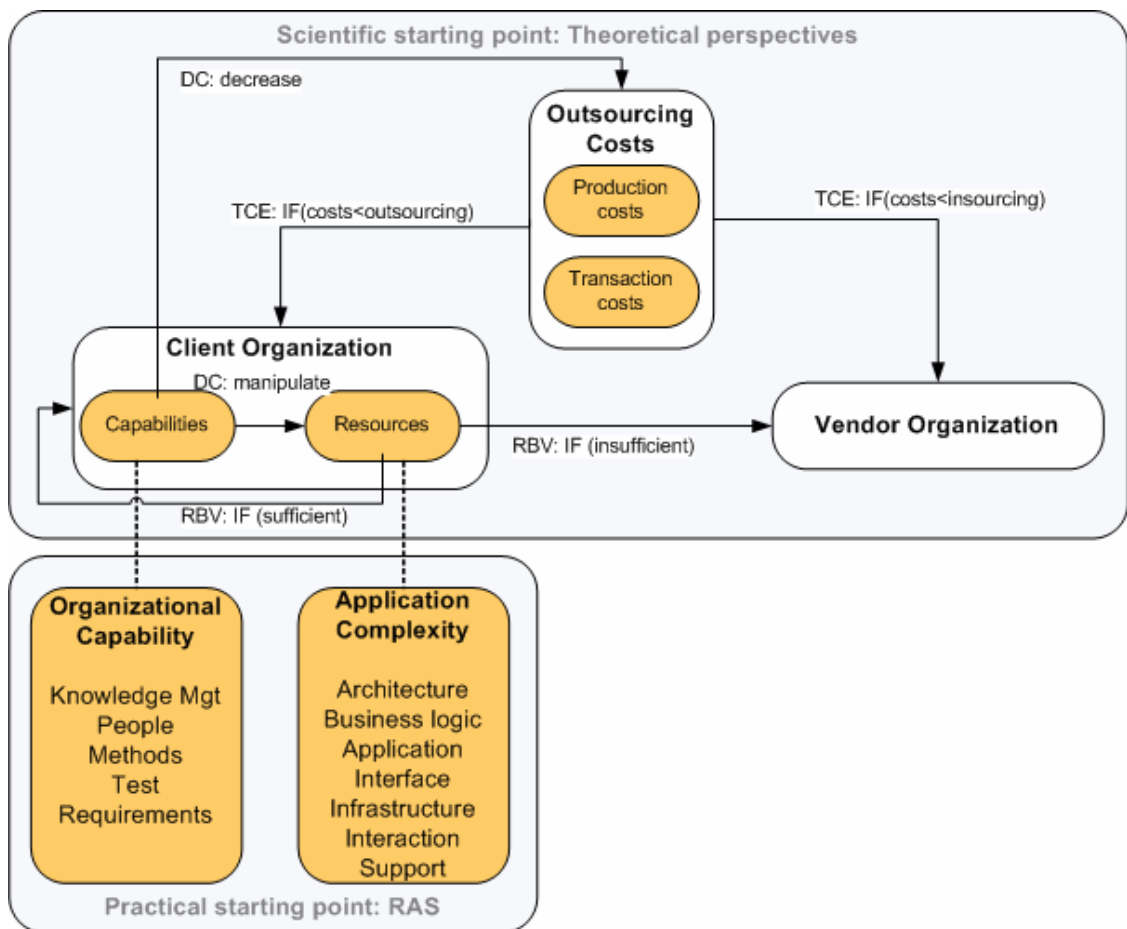 Scientific starting point: Theoretical perspectives
DC: decrease
Outsourcing
Costs
Production
costs
Transaction
costs
TCE: IF(costs<outsourcing)
TCE: IF(costs<insourcing)
Client Organization
DC: manipulate
Capabilities
Resources
Vendor Organization
RBV: IF (insufficient)
RBV: IF (sufficient)
Organizational
Capability
Knowledge Mgt
People
Methods
Test
Requirements
Application
Complexity
Architecture
Business logic
Application
Interface
Infrastructure
Interaction
Support
Practical starting point: RAS